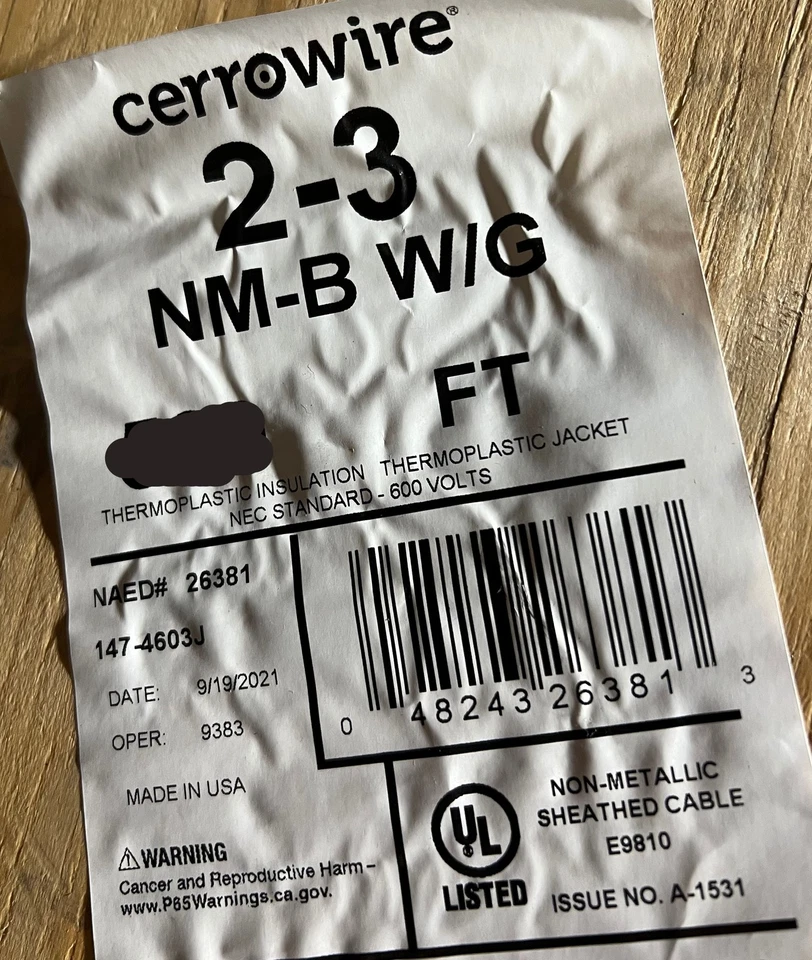 cerrowire®
2-3
NM-B W/G
FT
THERMOPLASTIC INSULATION THERMOPLASTIC JACKET
NEC STANDARD - 600 VOLTS
NAED# 26381
147-4603J
DATE: 9/19/2021
OPER: 9383
MADE IN USA
⚠WARNING
Cancer and Reproductive Harm –
www.P65Warnings.ca.gov.
0 48243 26381 3
UL
LISTED
NON-METALLIC
SHEATHED CABLE
E9810
ISSUE NO. A-1531